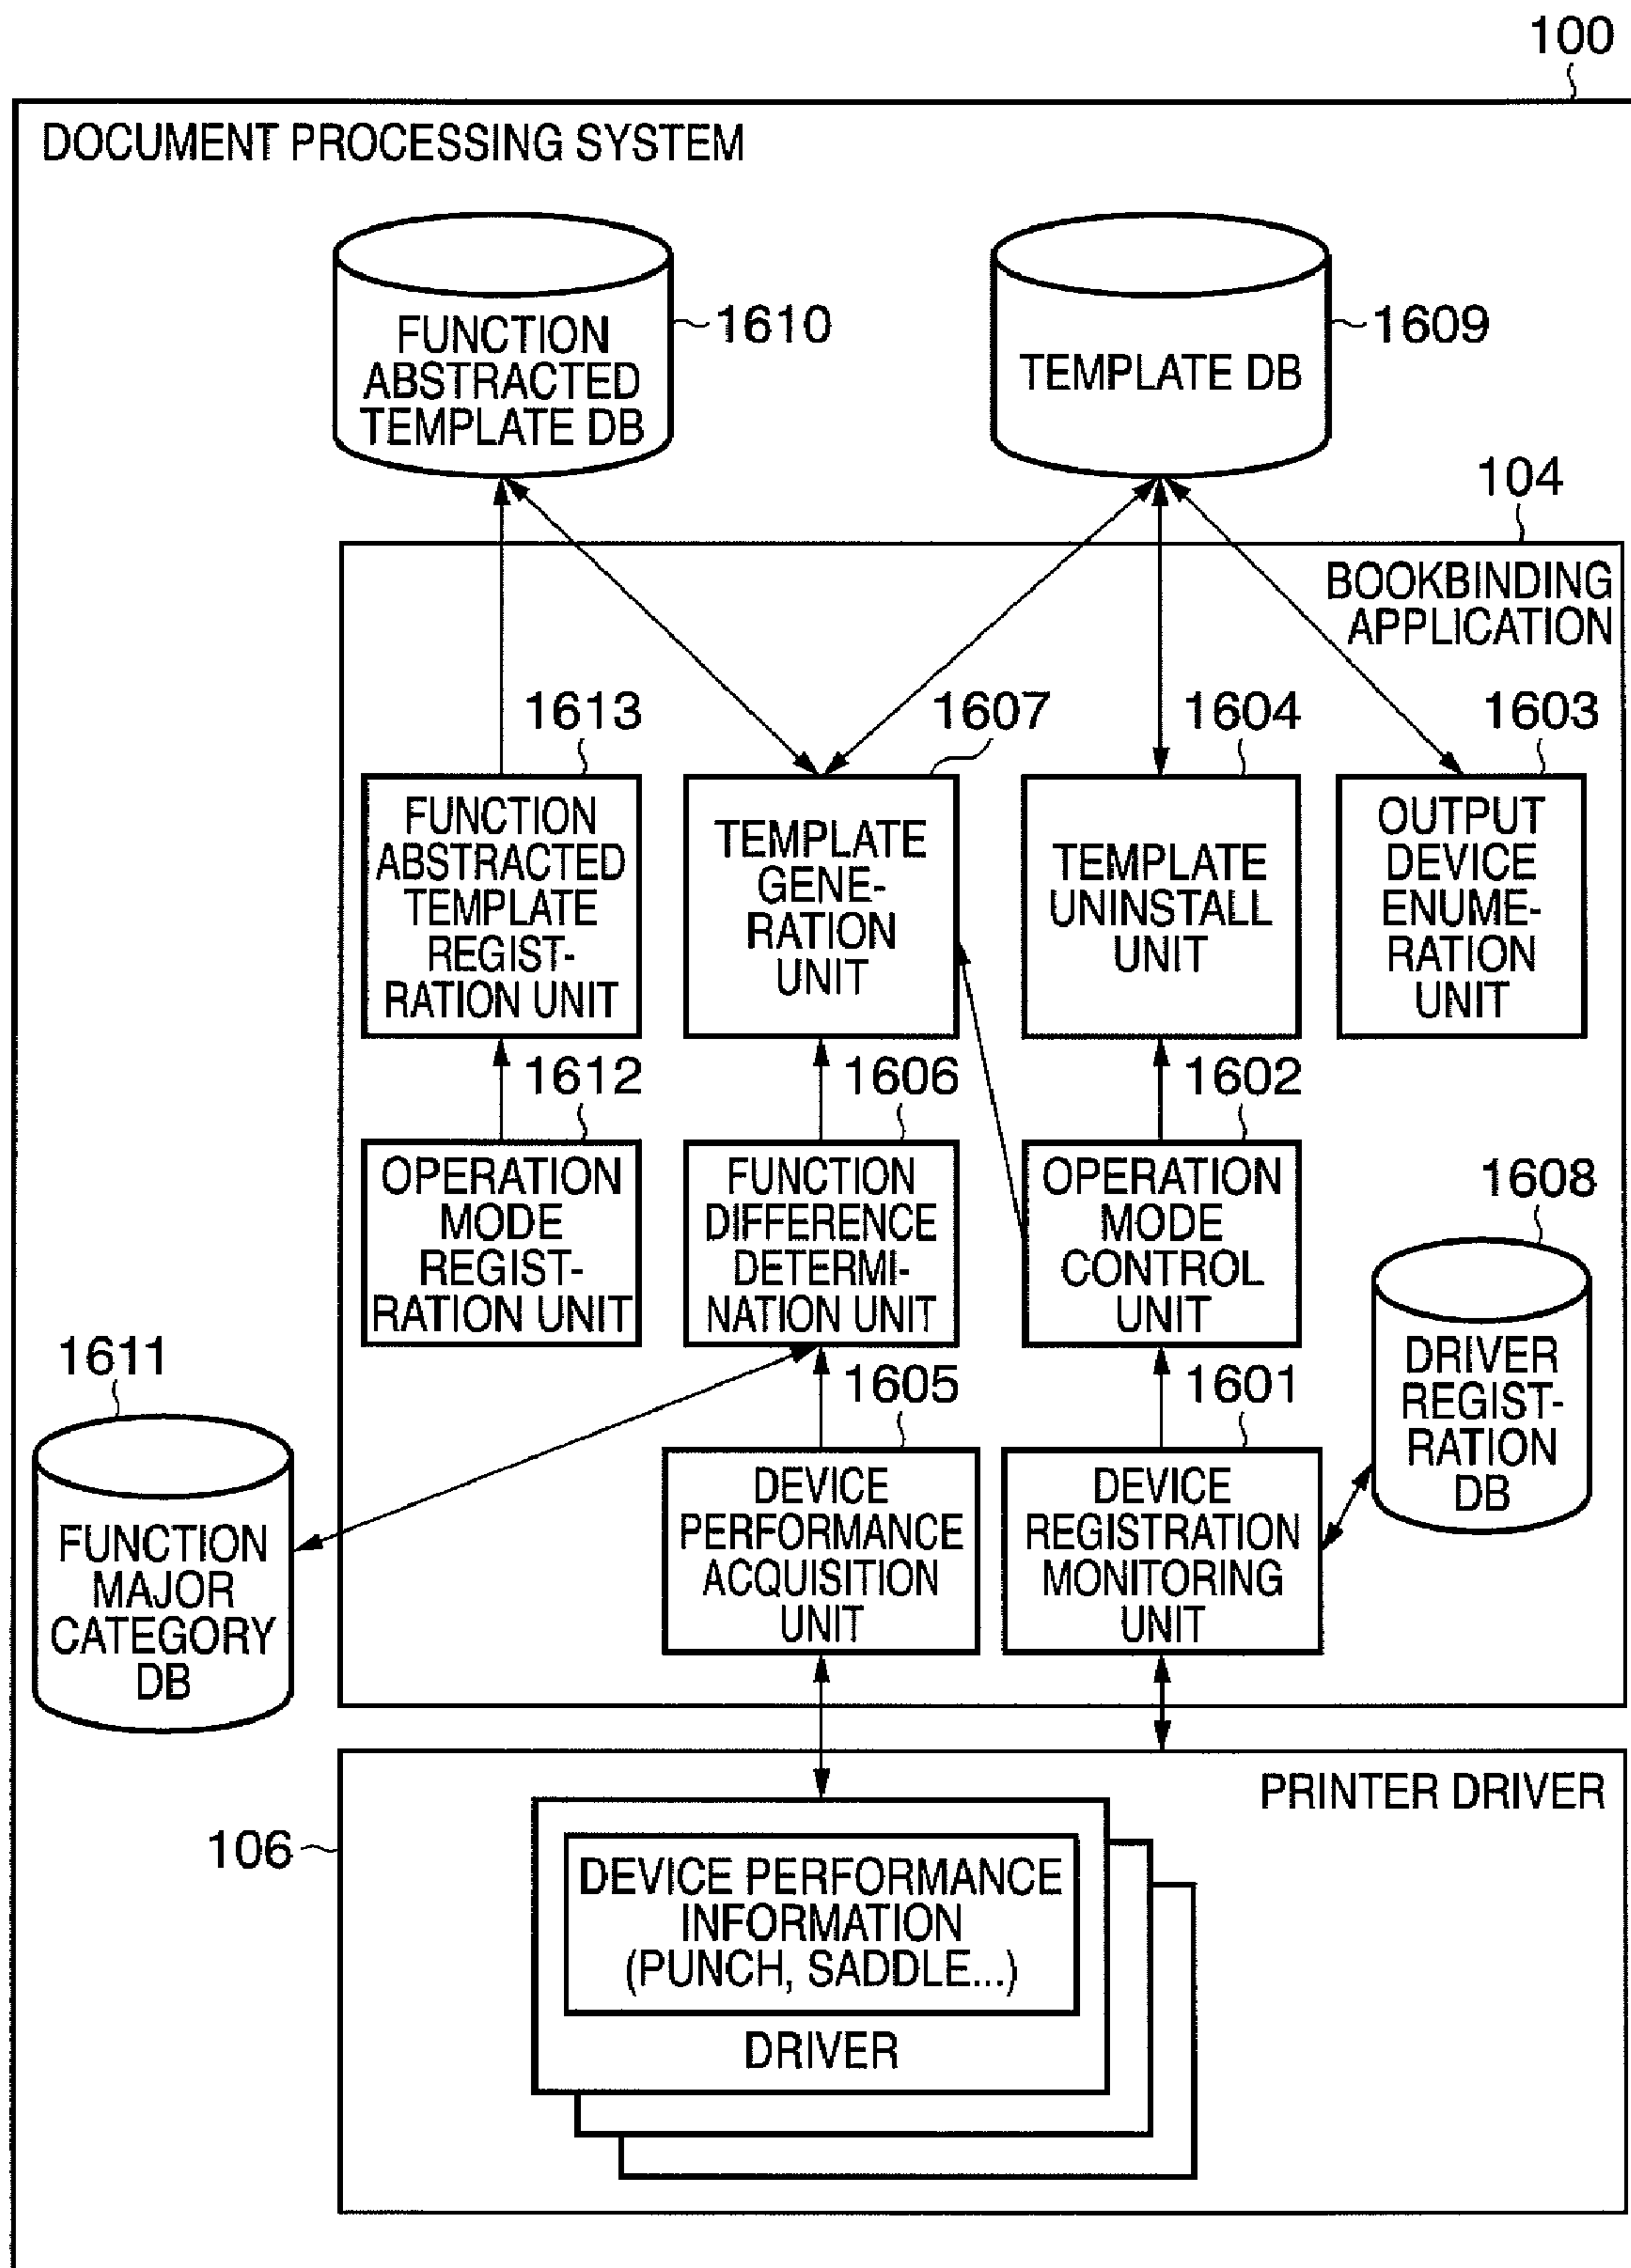 100
DOCUMENT PROCESSING SYSTEM
FUNCTION
ABSTRACTED
TEMPLATE DB
1610
TEMPLATE DB
1609
104
BOOKBINDING
APPLICATION
1613
FUNCTION
ABSTRACTED
TEMPLATE
REGIST-
RATION UNIT
1607
TEMPLATE
GENE-
RATION
UNIT
1604
TEMPLATE
UNINSTALL
UNIT
1603
OUTPUT
DEVICE
ENUME-
RATION
UNIT
1612
OPERATION
MODE
REGIST-
RATION UNIT
1606
FUNCTION
DIFFERENCE
DETERMI-
NATION UNIT
1602
OPERATION
MODE
CONTROL
UNIT
1608
DRIVER
REGIST-
RATION
DB
1611
FUNCTION
MAJOR
CATEGORY
DB
1605
DEVICE
PERFORMANCE
ACQUISITION
UNIT
1601
DEVICE
REGISTRATION
MONITORING
UNIT
PRINTER DRIVER
106
DEVICE PERFORMANCE
INFORMATION
(PUNCH, SADDLE...)
DRIVER